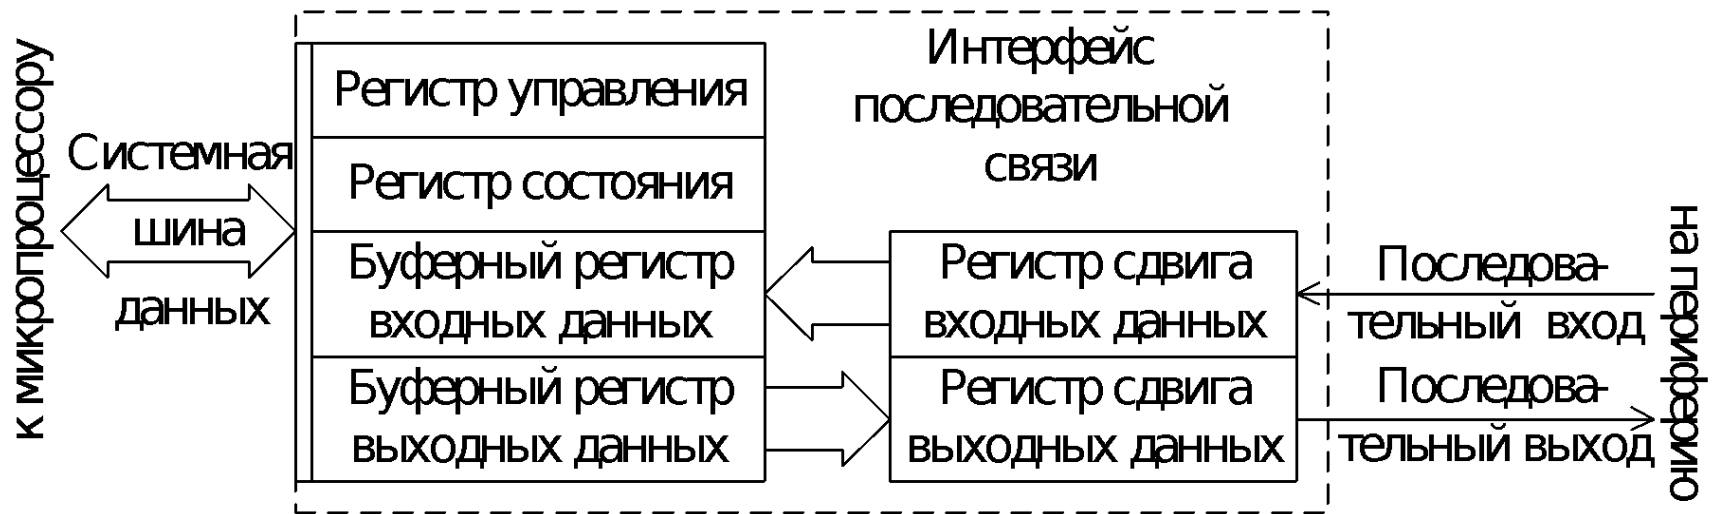 к микропроцессору
Системная
шина
данных
Регистр управления
Регистр состояния
Буферный регистр
входных данных
Буферный регистр
выходных данных
Интерфейс
последовательной
связи
Регистр сдвига
входных данных
Регистр сдвига
выходных данных
Последова-
тельный вход
Последова-
тельный выход
на периферию